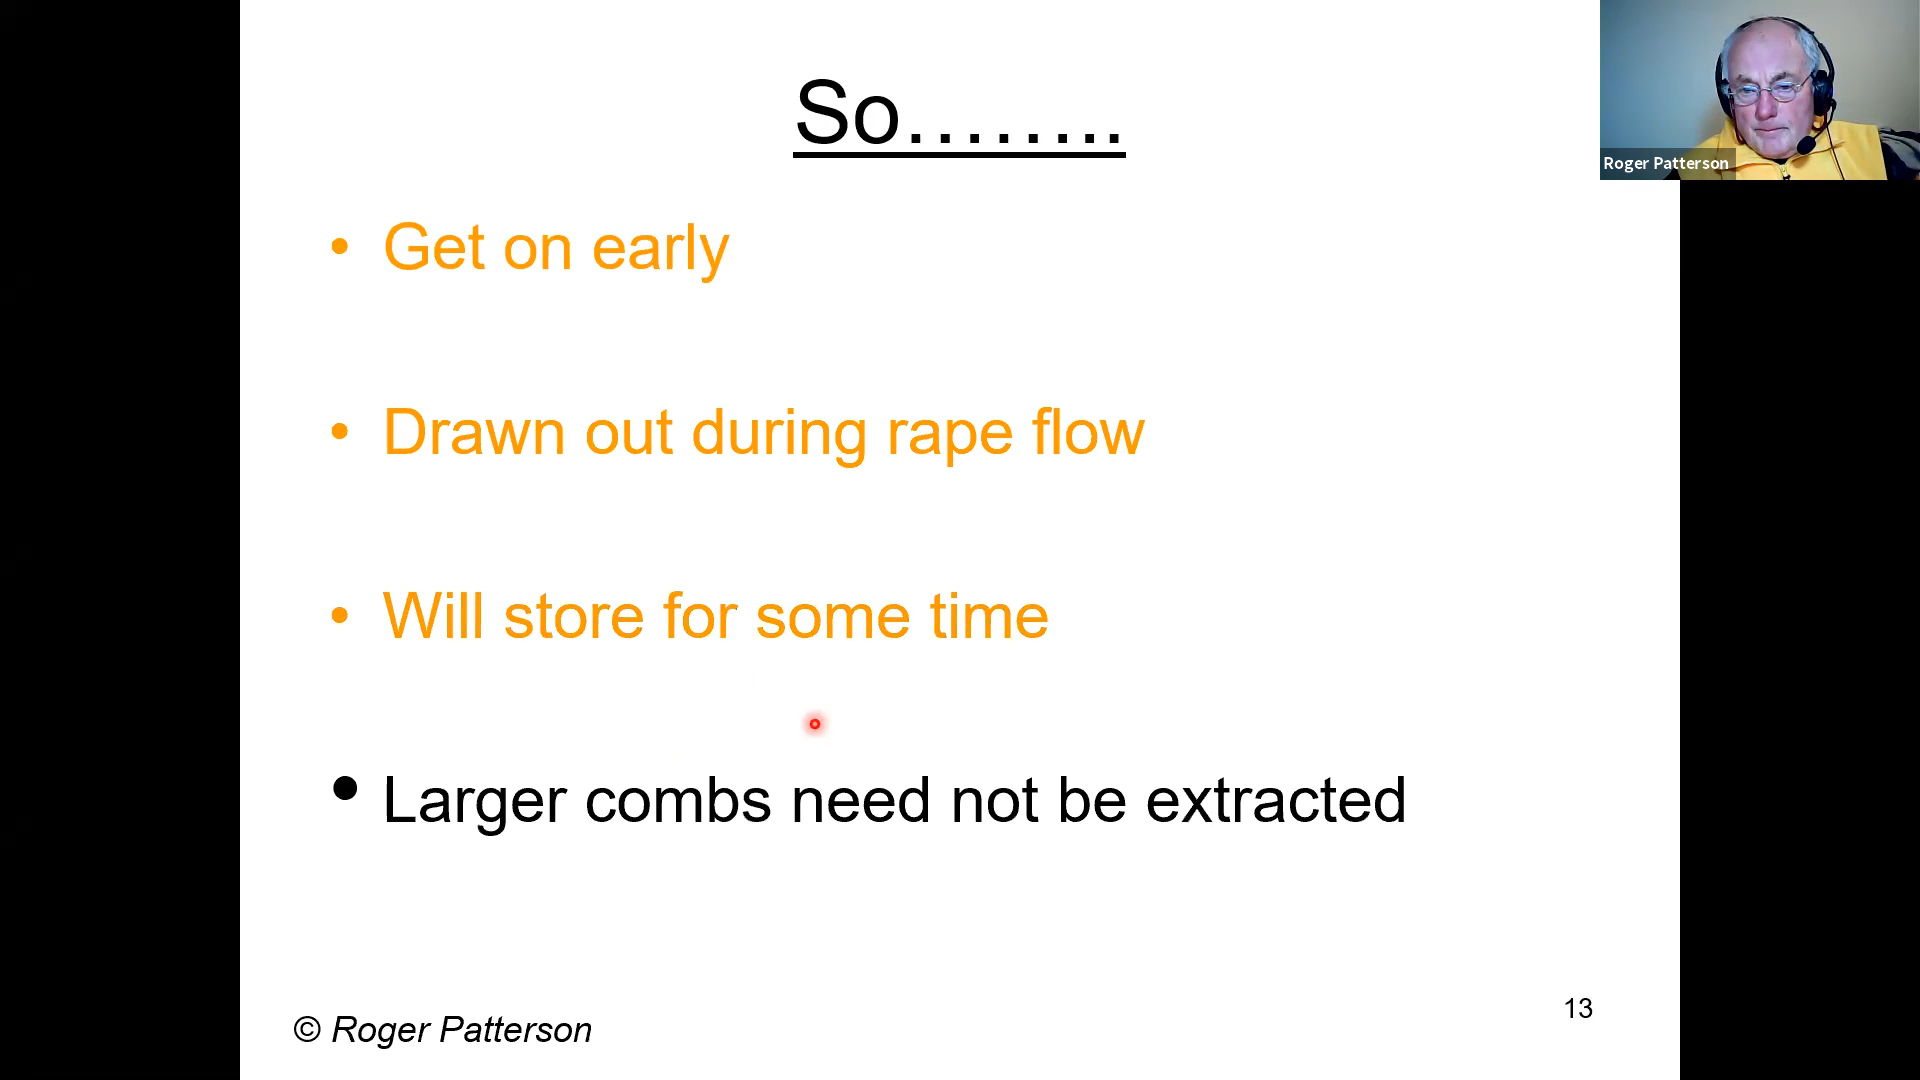 So……..
Roger Patterson
• Get on early
• Drawn out during rape flow
• Will store for some time
• Larger combs need not be extracted
13
© Roger Patterson